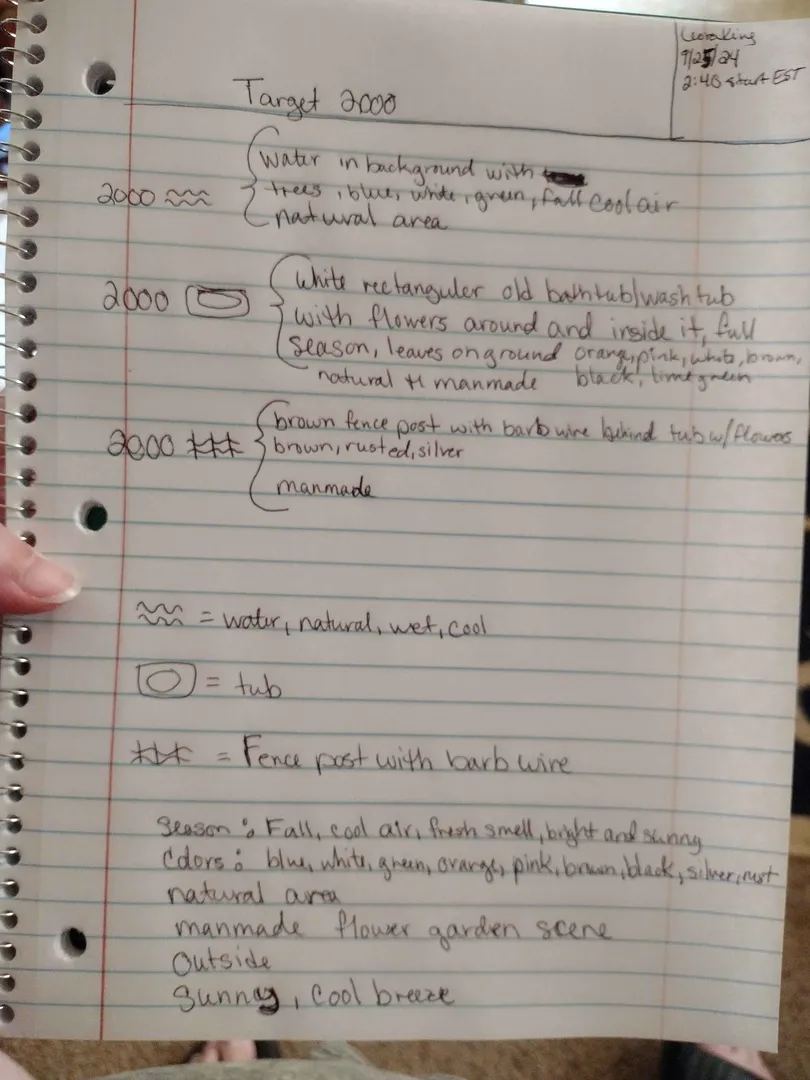 9/25/24
2:40 start EST
Target 2000
Water in background with
2000 trees, blue, white, green, fall cool air
natural area
White rectanguler old bathtub/wash tub
2000 with flowers around and inside it, fall
season, leaves on ground orange, pink, white, brown,
natural + manmade black, lime green
brown fence post with barb wire behind tub w/flowers
2000 brown, rusted, silver
manmade
= water, natural, wet, cool
= tub
= Fence post with barb wire
Season: Fall, cool air, fresh smell, bright and sunny
Colors: blue, white, green, orange, pink, brown, black, silver, rust
natural area
manmade flower garden scene
Outside
Sunny, cool breeze